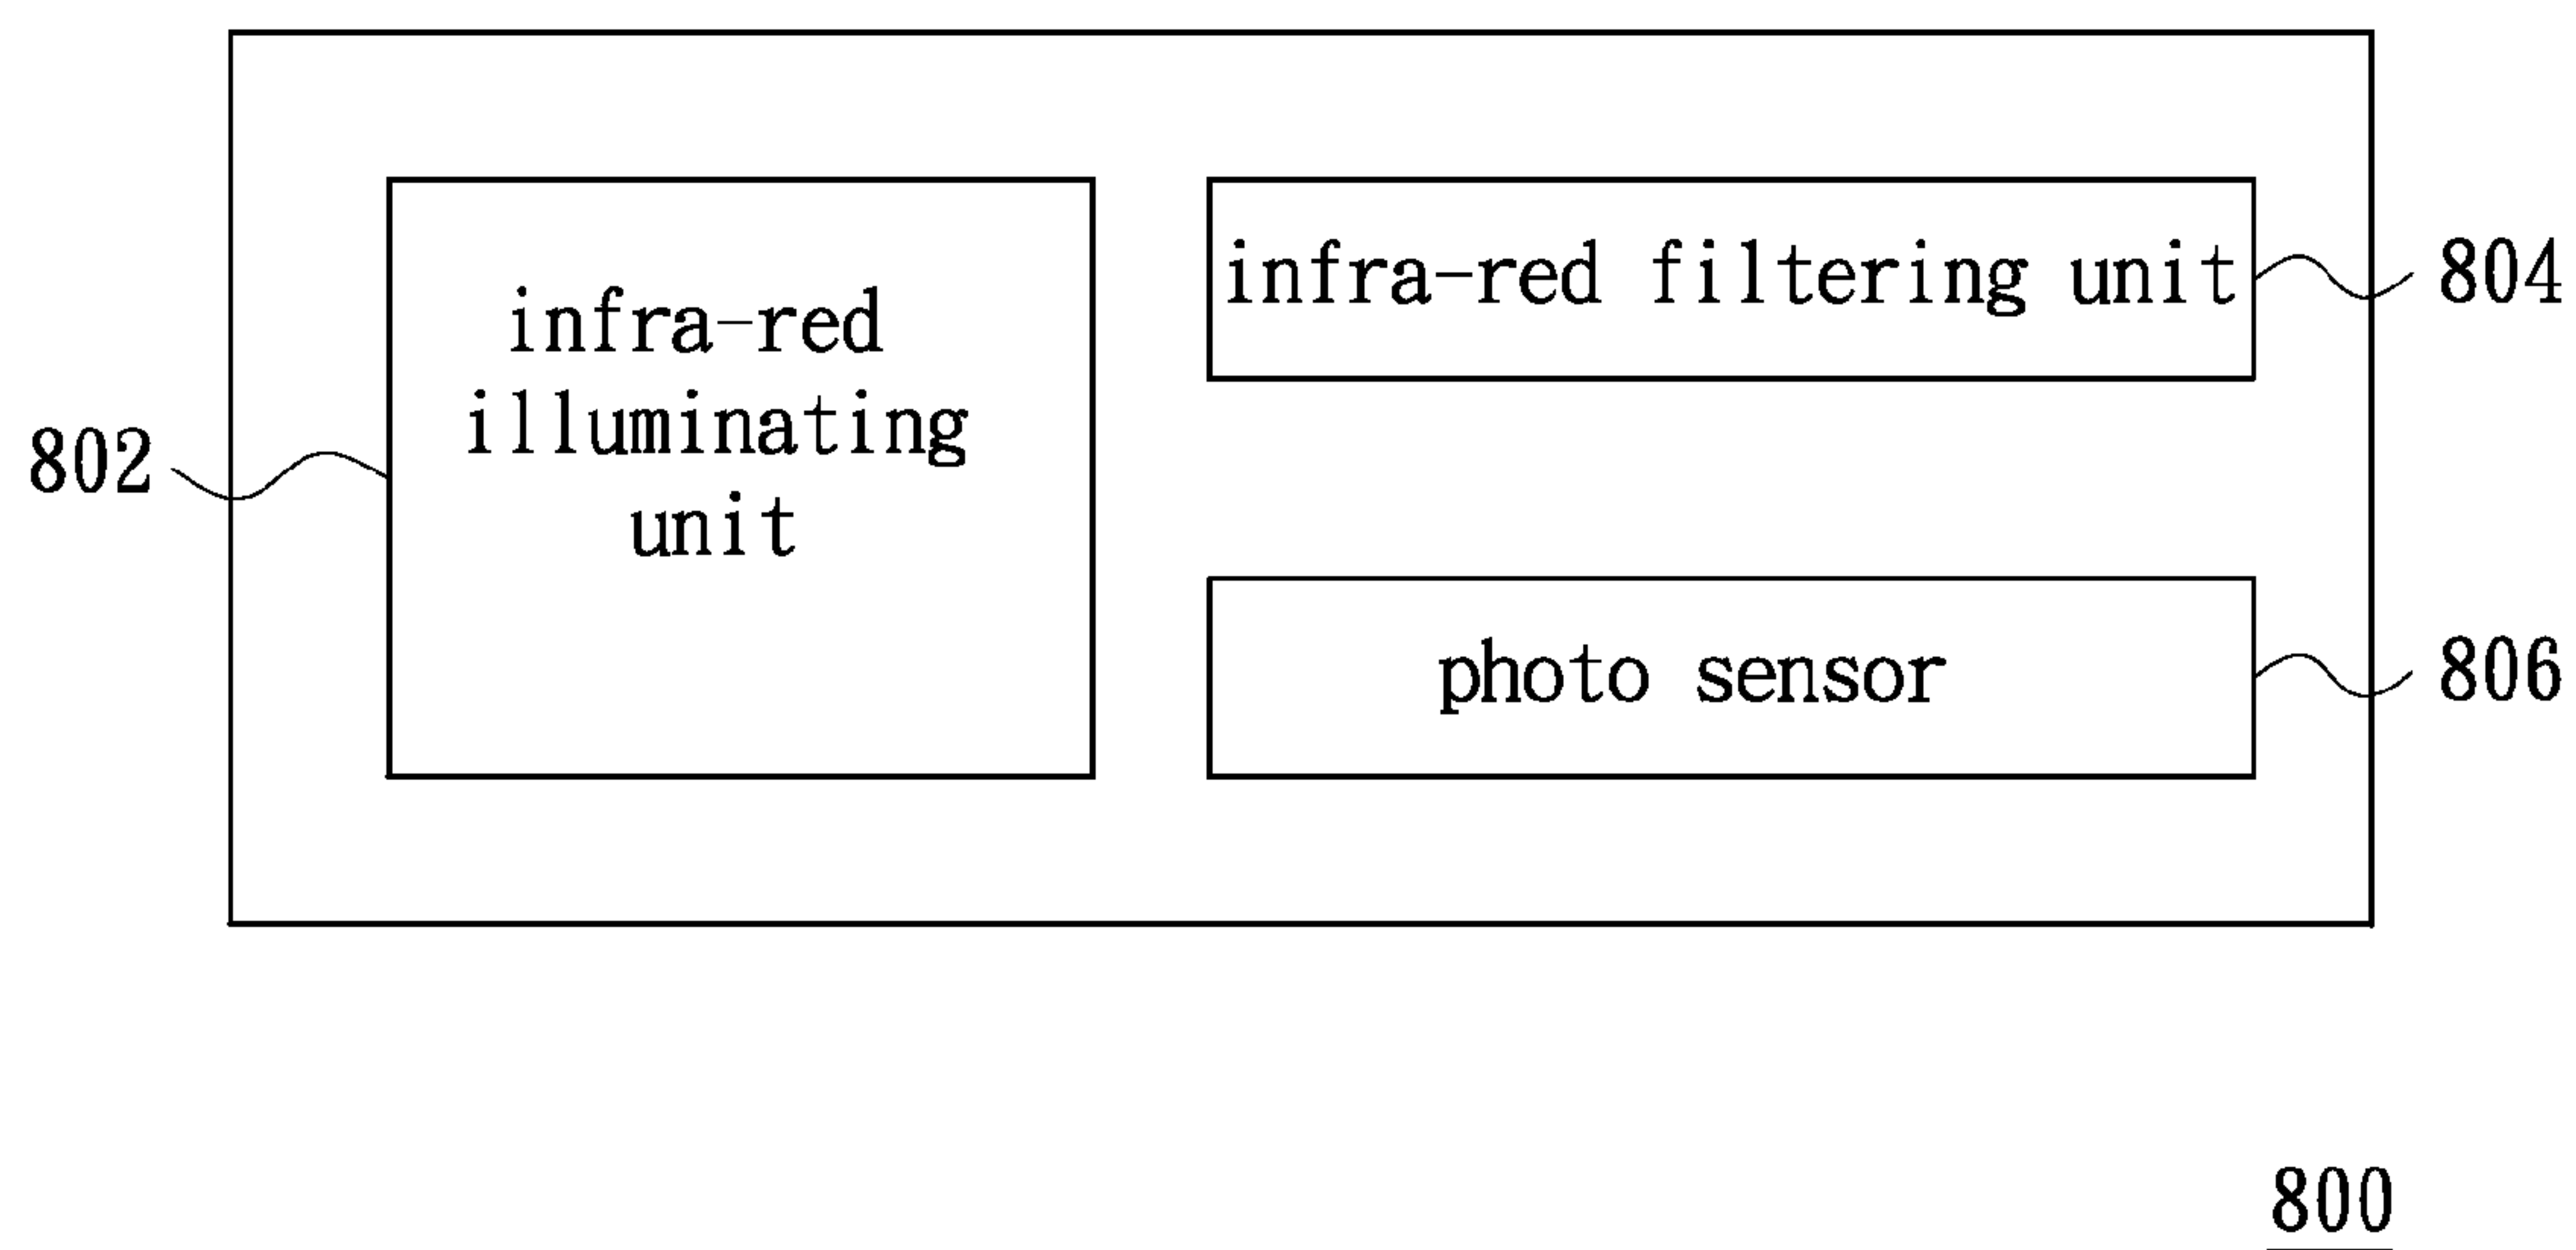 infra-red
illuminating
unit
802
infra-red filtering unit
804
photo sensor
806
800